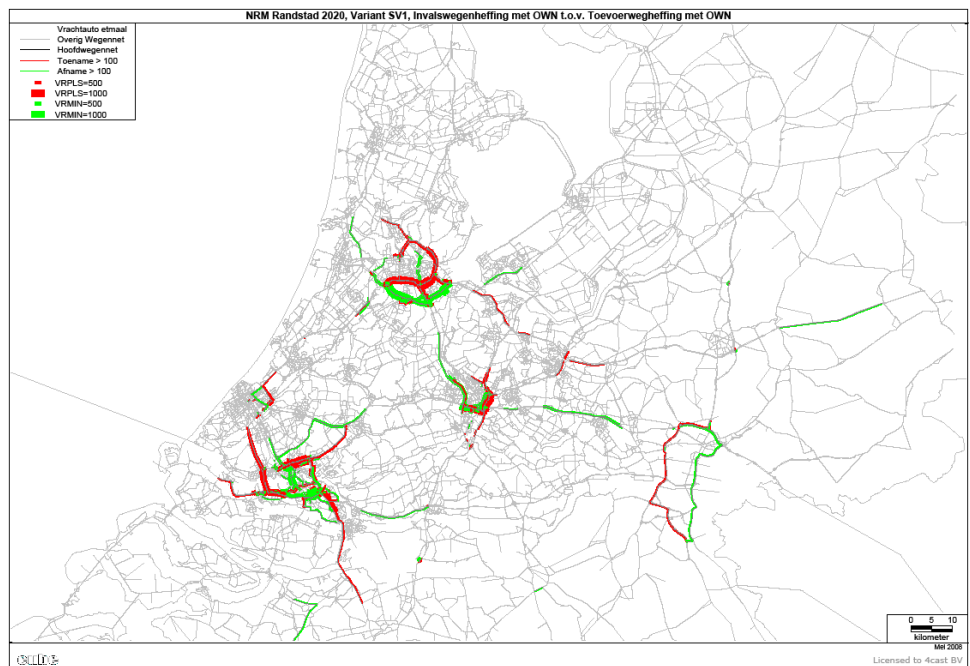 NRM Randstad 2020, Variant SV1, Invalswegenheffing met OWN t.o.v. Toevoerwegheffing met OWN
Vrachtauto etmaal
Overig Wegennet
Hoofdwegennet
Toename > 100
Afname > 100
VRPLS=500
VRPLS=1000
VRMIN=500
VRMIN=1000
0 5 10
kilometer
Mei 2008
cube
Licensed to 4cast BV